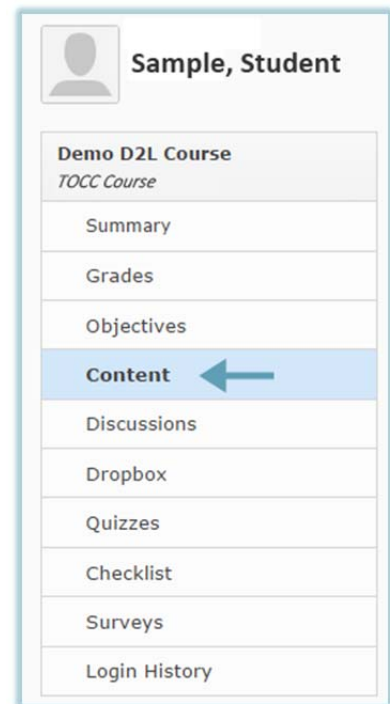 Sample, Student
Demo D2L Course
TOCC Course
Summary
Grades
Objectives
Content
Discussions
Dropbox
Quizzes
Checklist
Surveys
Login History